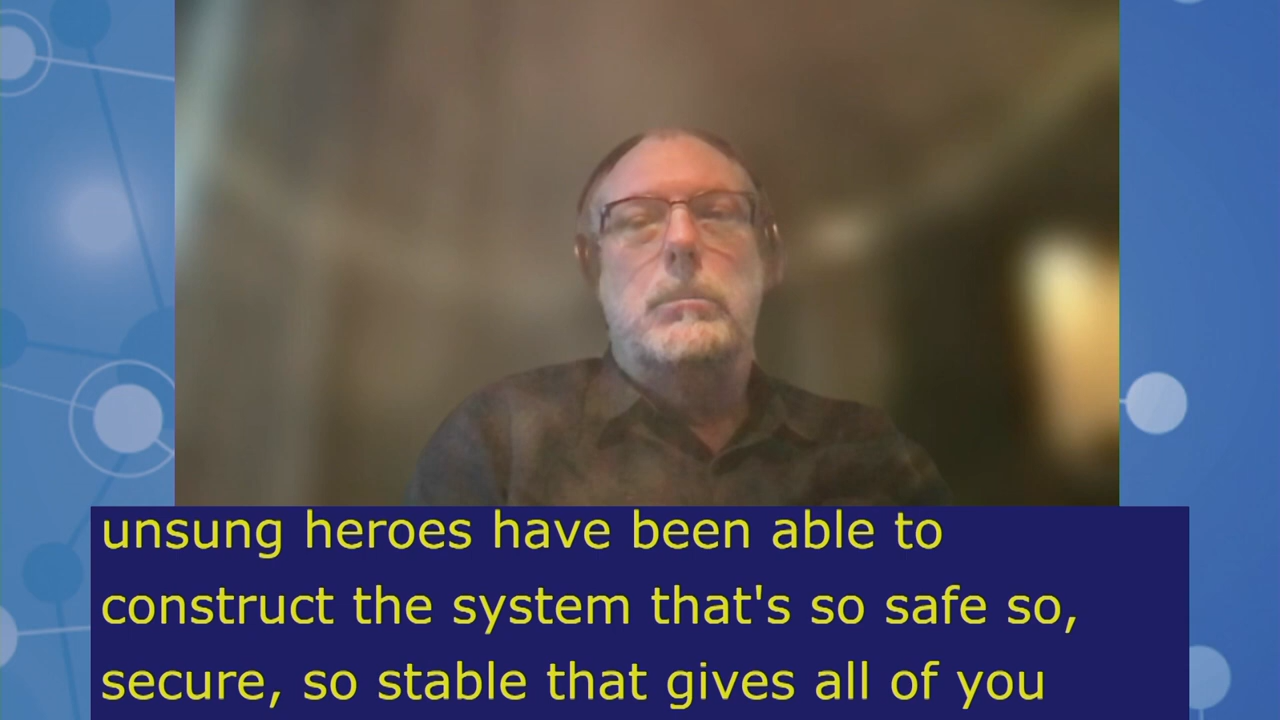 unsung heroes have been able to
construct the system that's so safe so,
secure, so stable that gives all of you